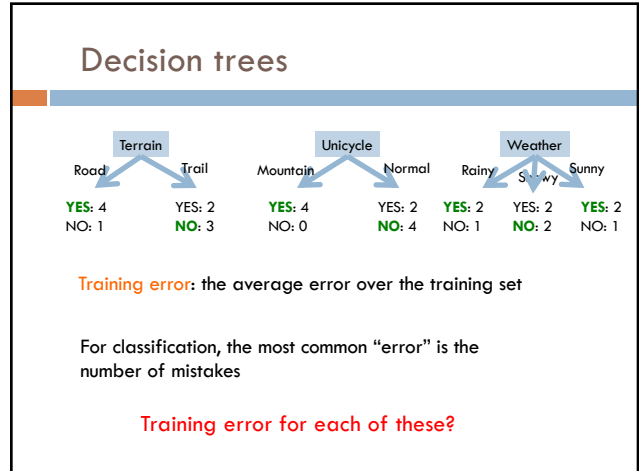 Decision trees
Terrain Unicycle Weather
Road Trail Mountain Normal Rainy Snowy Sunny
YES: 4 YES: 2 YES: 4 YES: 2 YES: 2 YES: 2 YES: 2
NO: 1 NO: 3 NO: 0 NO: 4 NO: 1 NO: 2 NO: 1
Training error: the average error over the training set
For classification, the most common “error” is the
number of mistakes
Training error for each of these?